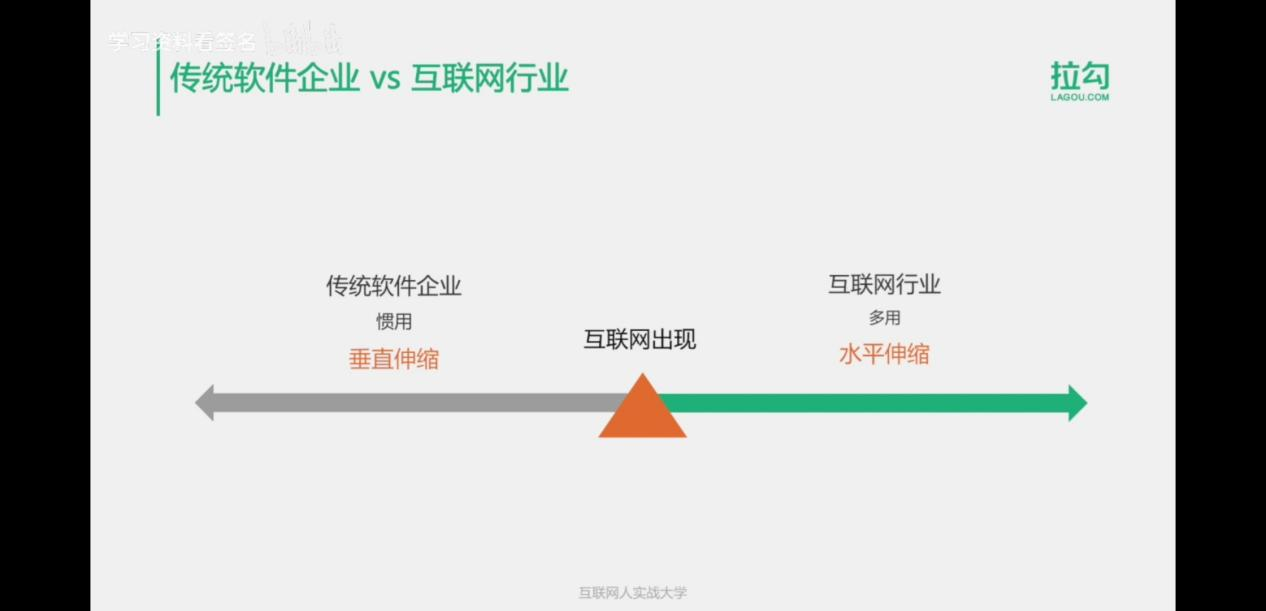 学习资料看签名
传统软件企业 vs 互联网行业
拉勾
LAGOU.COM
传统软件企业
惯用
垂直伸缩
互联网出现
互联网行业
多用
水平伸缩
互联网人实战大学